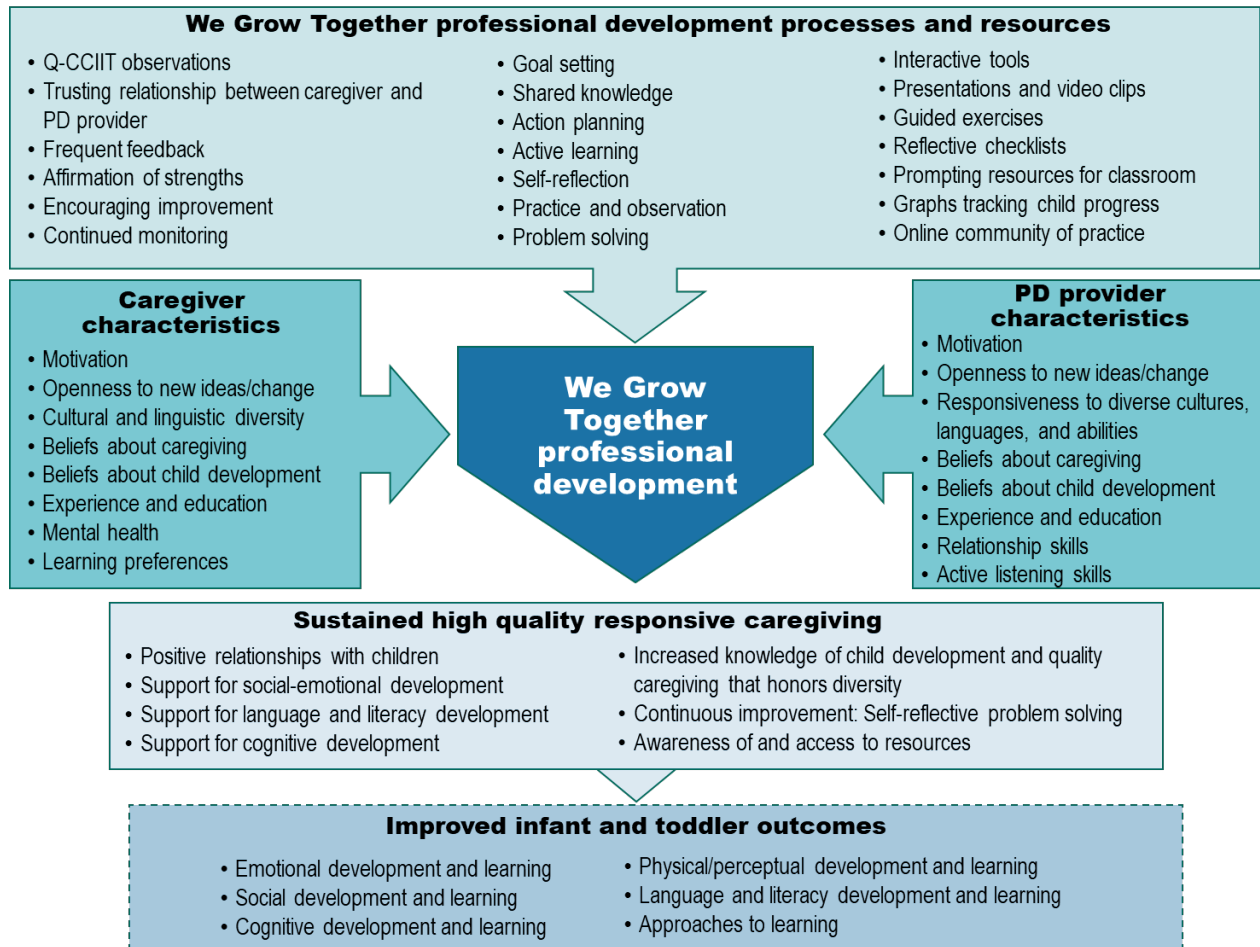 We Grow Together professional development processes and resources
• Q-CCIIT observations
• Trusting relationship between caregiver and
PD provider
• Frequent feedback
• Affirmation of strengths
• Encouraging improvement
• Continued monitoring
• Goal setting
• Shared knowledge
• Action planning
• Active learning
• Self-reflection
• Practice and observation
• Problem solving
• Interactive tools
• Presentations and video clips
• Guided exercises
• Reflective checklists
• Prompting resources for classroom
• Graphs tracking child progress
• Online community of practice
Caregiver
characteristics
• Motivation
• Openness to new ideas/change
• Cultural and linguistic diversity
• Beliefs about caregiving
• Beliefs about child development
• Experience and education
• Mental health
• Learning preferences
We Grow
Together
professional
development
PD provider
characteristics
• Motivation
• Openness to new ideas/change
• Responsiveness to diverse cultures,
languages, and abilities
• Beliefs about caregiving
• Beliefs about child development
• Experience and education
• Relationship skills
• Active listening skills
Sustained high quality responsive caregiving
• Positive relationships with children
• Support for social-emotional development
• Support for language and literacy development
• Support for cognitive development
• Increased knowledge of child development and quality
caregiving that honors diversity
• Continuous improvement: Self-reflective problem solving
• Awareness of and access to resources
Improved infant and toddler outcomes
• Emotional development and learning
• Social development and learning
• Cognitive development and learning
• Physical/perceptual development and learning
• Language and literacy development and learning
• Approaches to learning